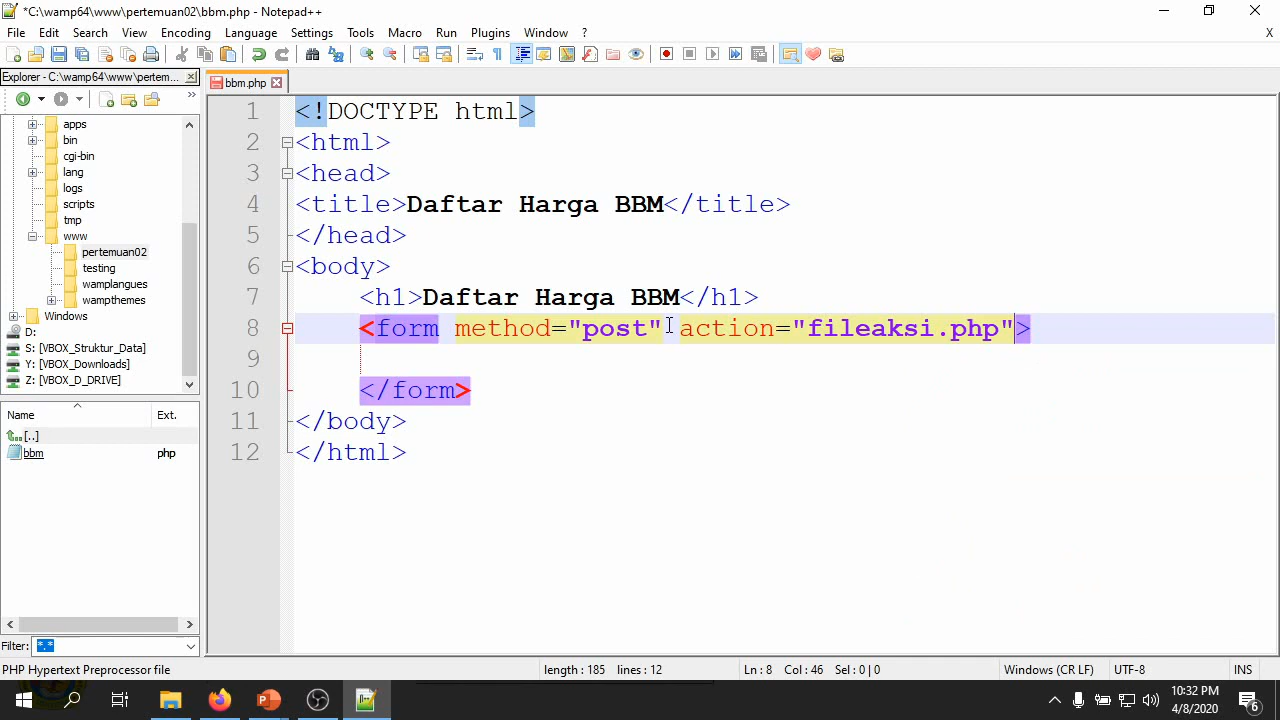 *C:\wamp64\www\pertemuan02\bbm.php - Notepad++
File Edit Search View Encoding Language Settings Tools Macro Run Plugins Window ? X
Explorer - C:\wamp64\www\pertem...
bbm.php
apps
bin
cgi-bin
lang
logs
scripts
tmp
www
pertemuan02
testing
wamplangues
wampthemes
Windows
D:
S: [VBOX_Struktur_Data]
Y: [VBOX_Downloads]
Z: [VBOX_D_DRIVE]
Name Ext.
[..]
bbm php
Filter: *.*
1 <!DOCTYPE html>
2 <html>
3 <head>
4 <title>Daftar Harga BBM</title>
5 </head>
6 <body>
7 <h1>Daftar Harga BBM</h1>
8 <form method="post" action="fileaksi.php">
9
10 </form>
11 </body>
12 </html>
PHP Hypertext Preprocessor file length : 185 lines : 12 Ln : 8 Col : 46 Sel : 0 | 0 Windows (CR LF) UTF-8 INS
10:32 PM
4/8/2020
6